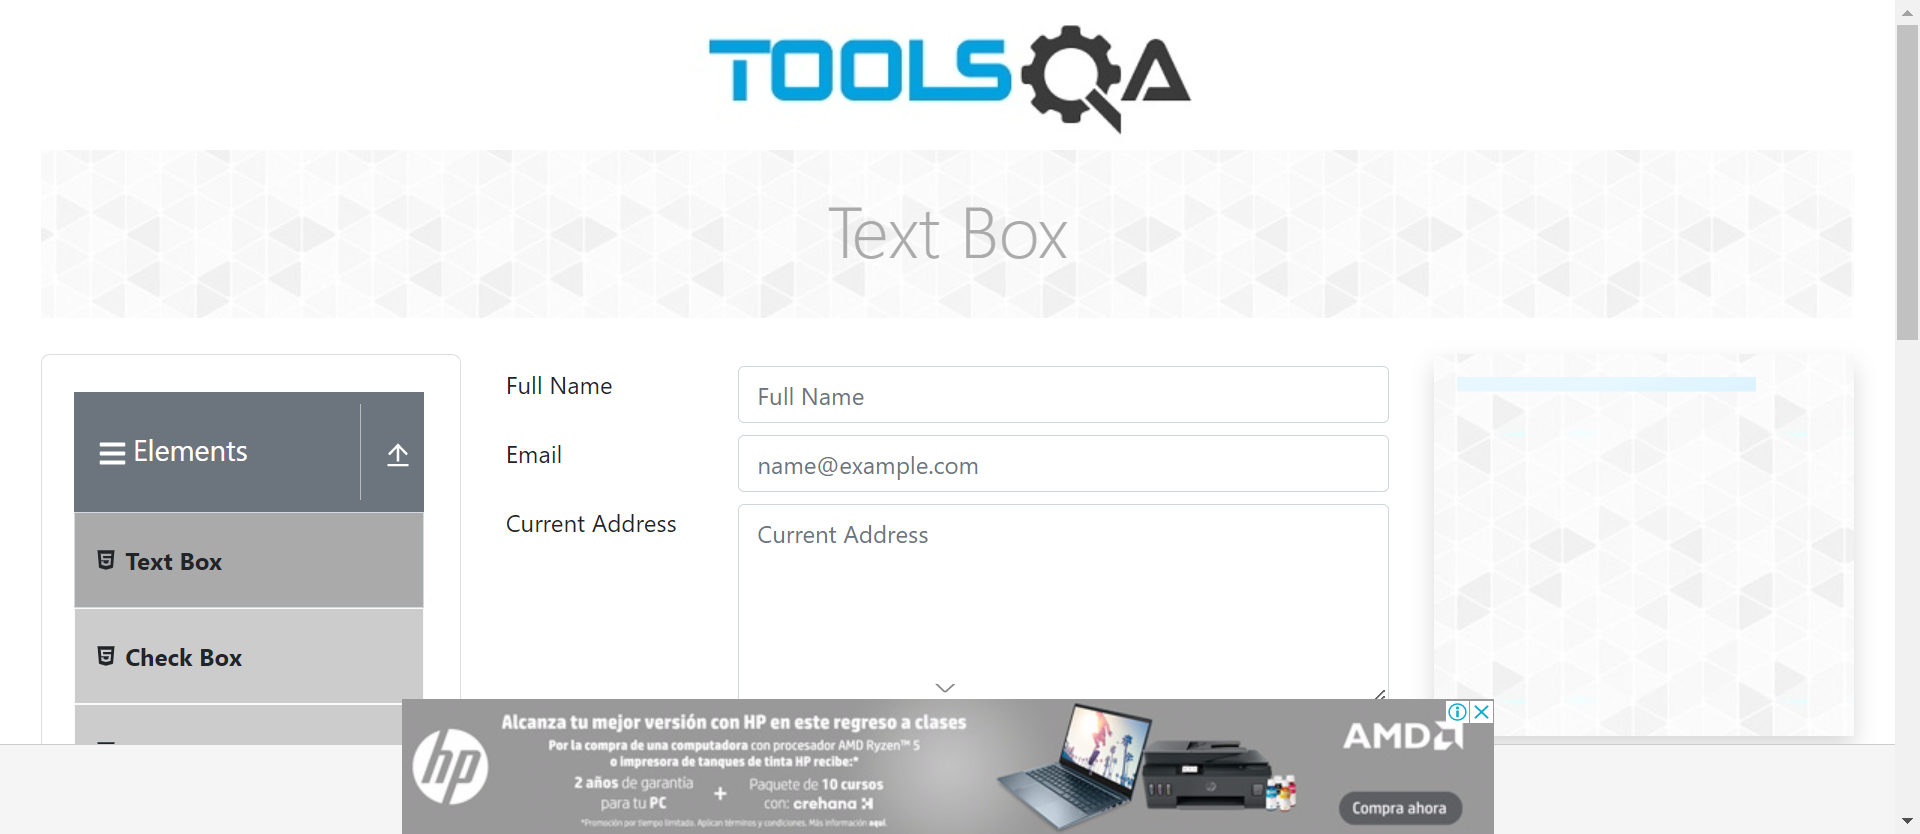 TOOLSQA
Text Box
Elements
Text Box
Check Box
Full Name
Full Name
Email
name@example.com
Current Address
Current Address
hp
Alcanza tu mejor versión con HP en este regreso a clases
Por la compra de una computadora con procesador AMD Ryzen™ 5
o impresora de tanques de tinta HP recibe:*
2 años de garantía
para tu PC
+
Paquete de 10 cursos
con: crehana
*Promoción por tiempo limitado. Aplican términos y condiciones. Más información aquí.
AMD
Compra ahora